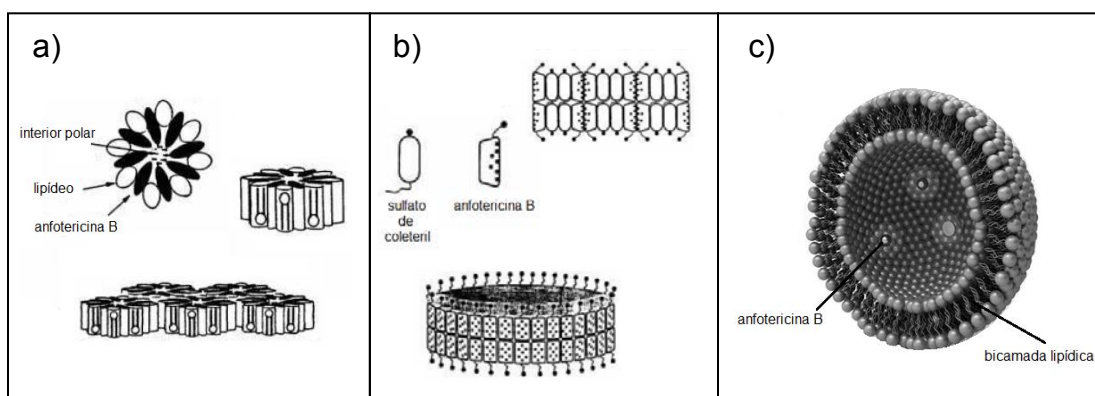 a)
interior polar
lipídeo
anfotericina B
b)
sulfato
de
coleteril
anfotericina B
c)
anfotericina B
bicamada lipídica